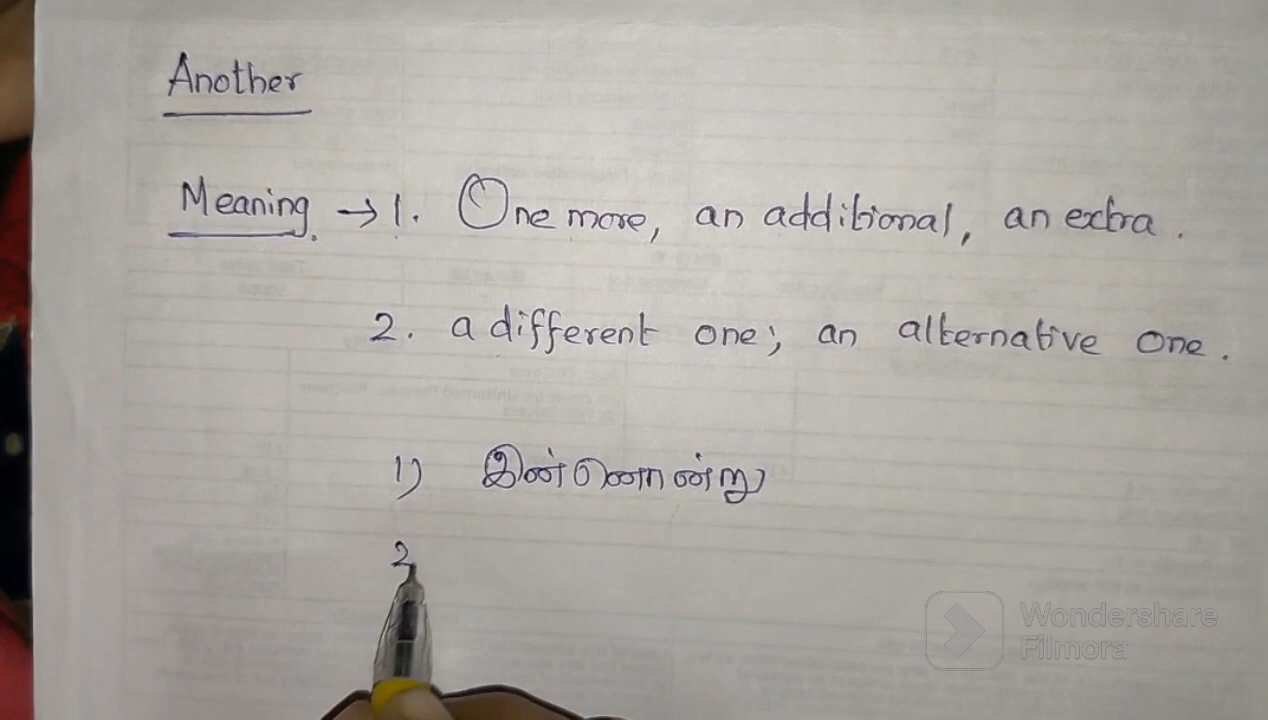 Another
Meaning → 1. One more, an additional, an extra.
2. a different one; an alternative one.
1) இன்னொன்று
2
Wondershare
Filmora